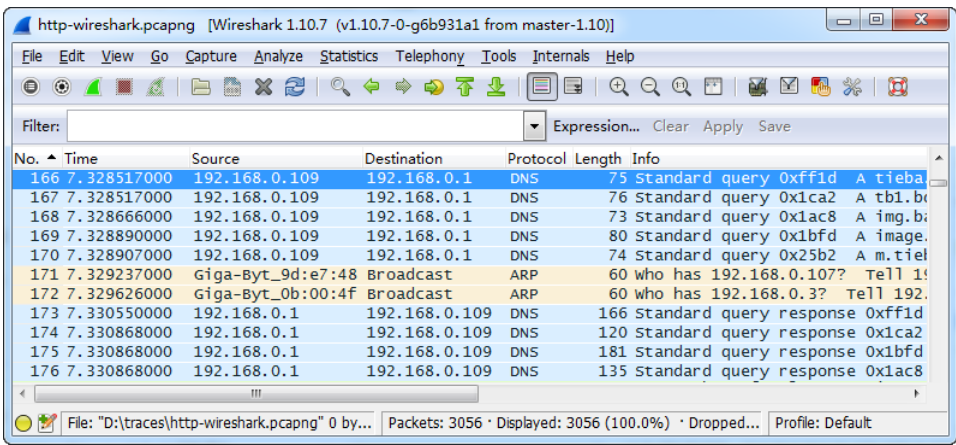 http-wireshark.pcapng [Wireshark 1.10.7 (v1.10.7-0-g6b931a1 from master-1.10)]
File Edit View Go Capture Analyze Statistics Telephony Tools Internals Help
Filter: Expression... Clear Apply Save
No. Time Source Destination Protocol Length Info
166 7.328517000 192.168.0.109 192.168.0.1 DNS 75 Standard query 0xff1d A tieba.
167 7.328517000 192.168.0.109 192.168.0.1 DNS 76 Standard query 0x1ca2 A tb1.
168 7.328666000 192.168.0.109 192.168.0.1 DNS 73 Standard query 0x1ac8 A img.
169 7.328890000 192.168.0.109 192.168.0.1 DNS 80 Standard query 0x1bfd A image.
170 7.328907000 192.168.0.109 192.168.0.1 DNS 74 Standard query 0x25b2 A m.
171 7.329237000 Giga-Byt_9d:e7:48 Broadcast ARP 60 who has 192.168.0.107? Tell
172 7.329626000 Giga-Byt_0b:00:4f Broadcast ARP 60 who has 192.168.0.3? Tell 192.
173 7.330550000 192.168.0.1 192.168.0.109 DNS 166 Standard query response 0xff1d
174 7.330868000 192.168.0.1 192.168.0.109 DNS 120 Standard query response 0x1ca2
175 7.330868000 192.168.0.1 192.168.0.109 DNS 181 Standard query response 0x1bfd
176 7.330868000 192.168.0.1 192.168.0.109 DNS 135 Standard query response 0x1ac8
File: "D:\traces\http-wireshark.pcapng" 0 by... Packets: 3056 · Displayed: 3056 (100.0%) · Dropped... Profile: Default